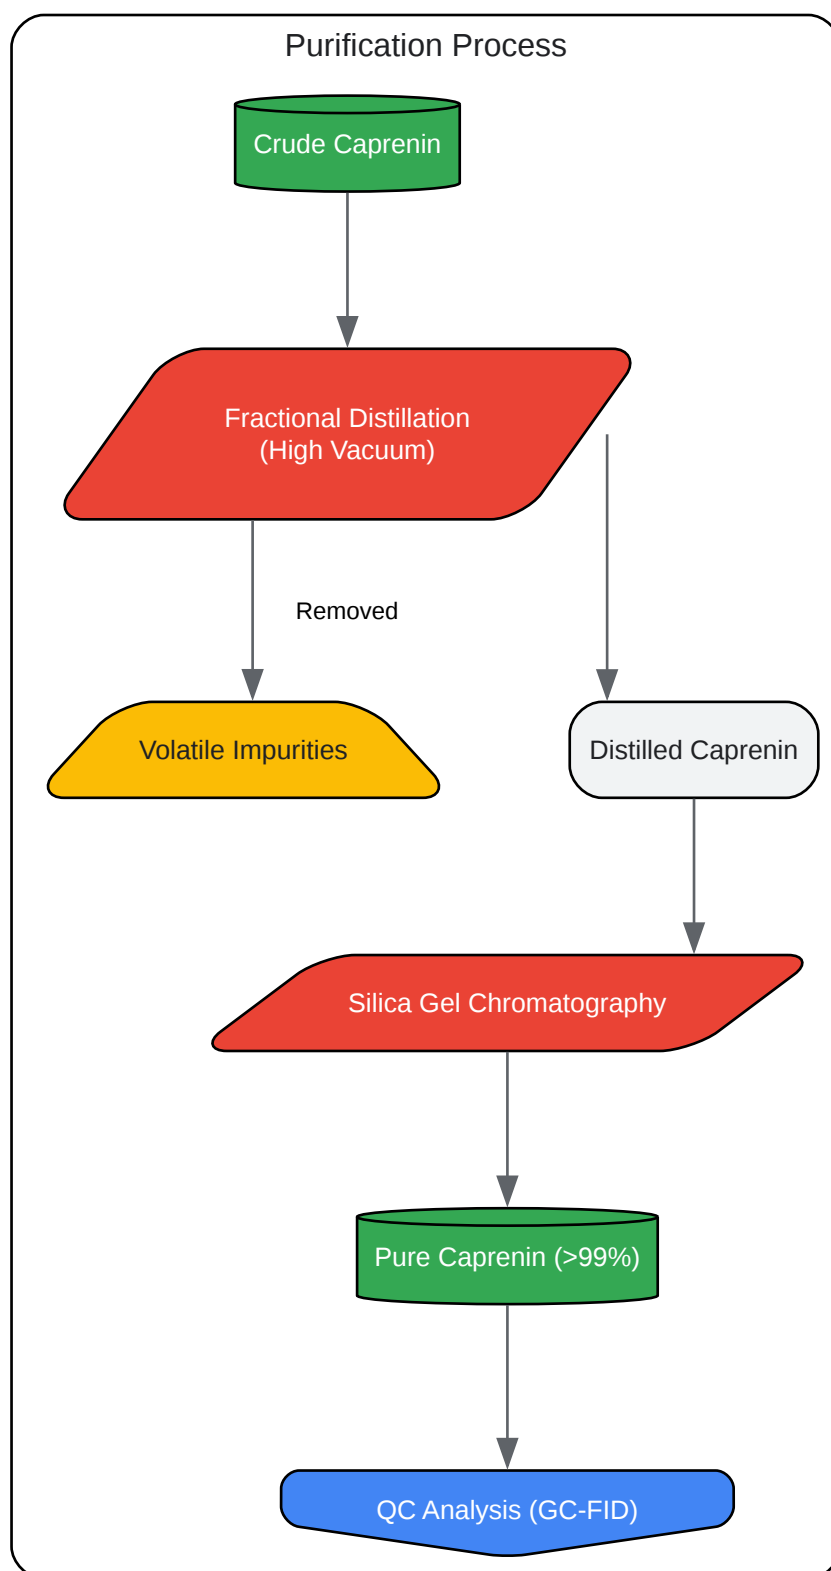 Purification Process
Crude Caprenin
Fractional Distillation
(High Vacuum)
Removed
Volatile Impurities
Distilled Caprenin
Silica Gel Chromatography
Pure Caprenin (>99%)
QC Analysis (GC-FID)